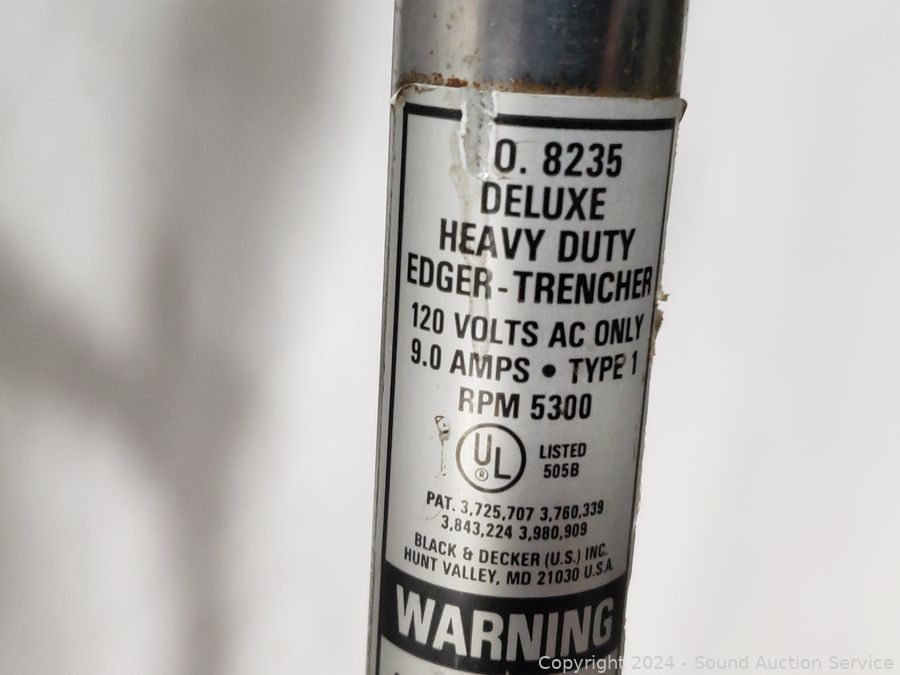 O. 8235
DELUXE
HEAVY DUTY
EDGER-TRENCHER
120 VOLTS AC ONLY
9.0 AMPS • TYPE 1
RPM 5300
UL ®
LISTED
505B
PAT. 3,725,707 3,760,339
3,843,224 3,980,909
BLACK & DECKER (U.S.) INC.
HUNT VALLEY, MD 21030 U.S.A.
WARNING
Copyright © 2024 - Sound Auction Service